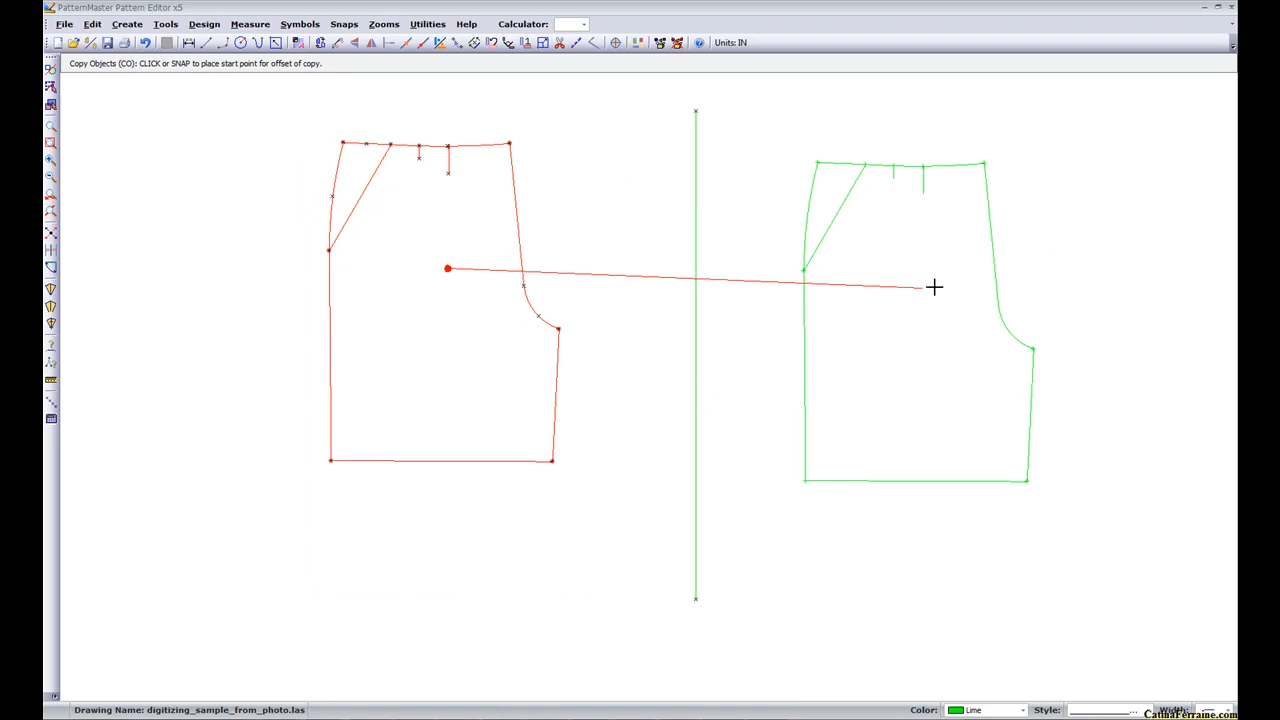 PatternMaster Pattern Editor x5
File Edit Create Tools Design Measure Symbols Snaps Zooms Utilities Help Calculator:
Units: IN
Copy Objects (CO): CLICK or SNAP to place start point for offset of copy.
Drawing Name: digitizing_sample_from_photo.las Color: Lime Style: Width: